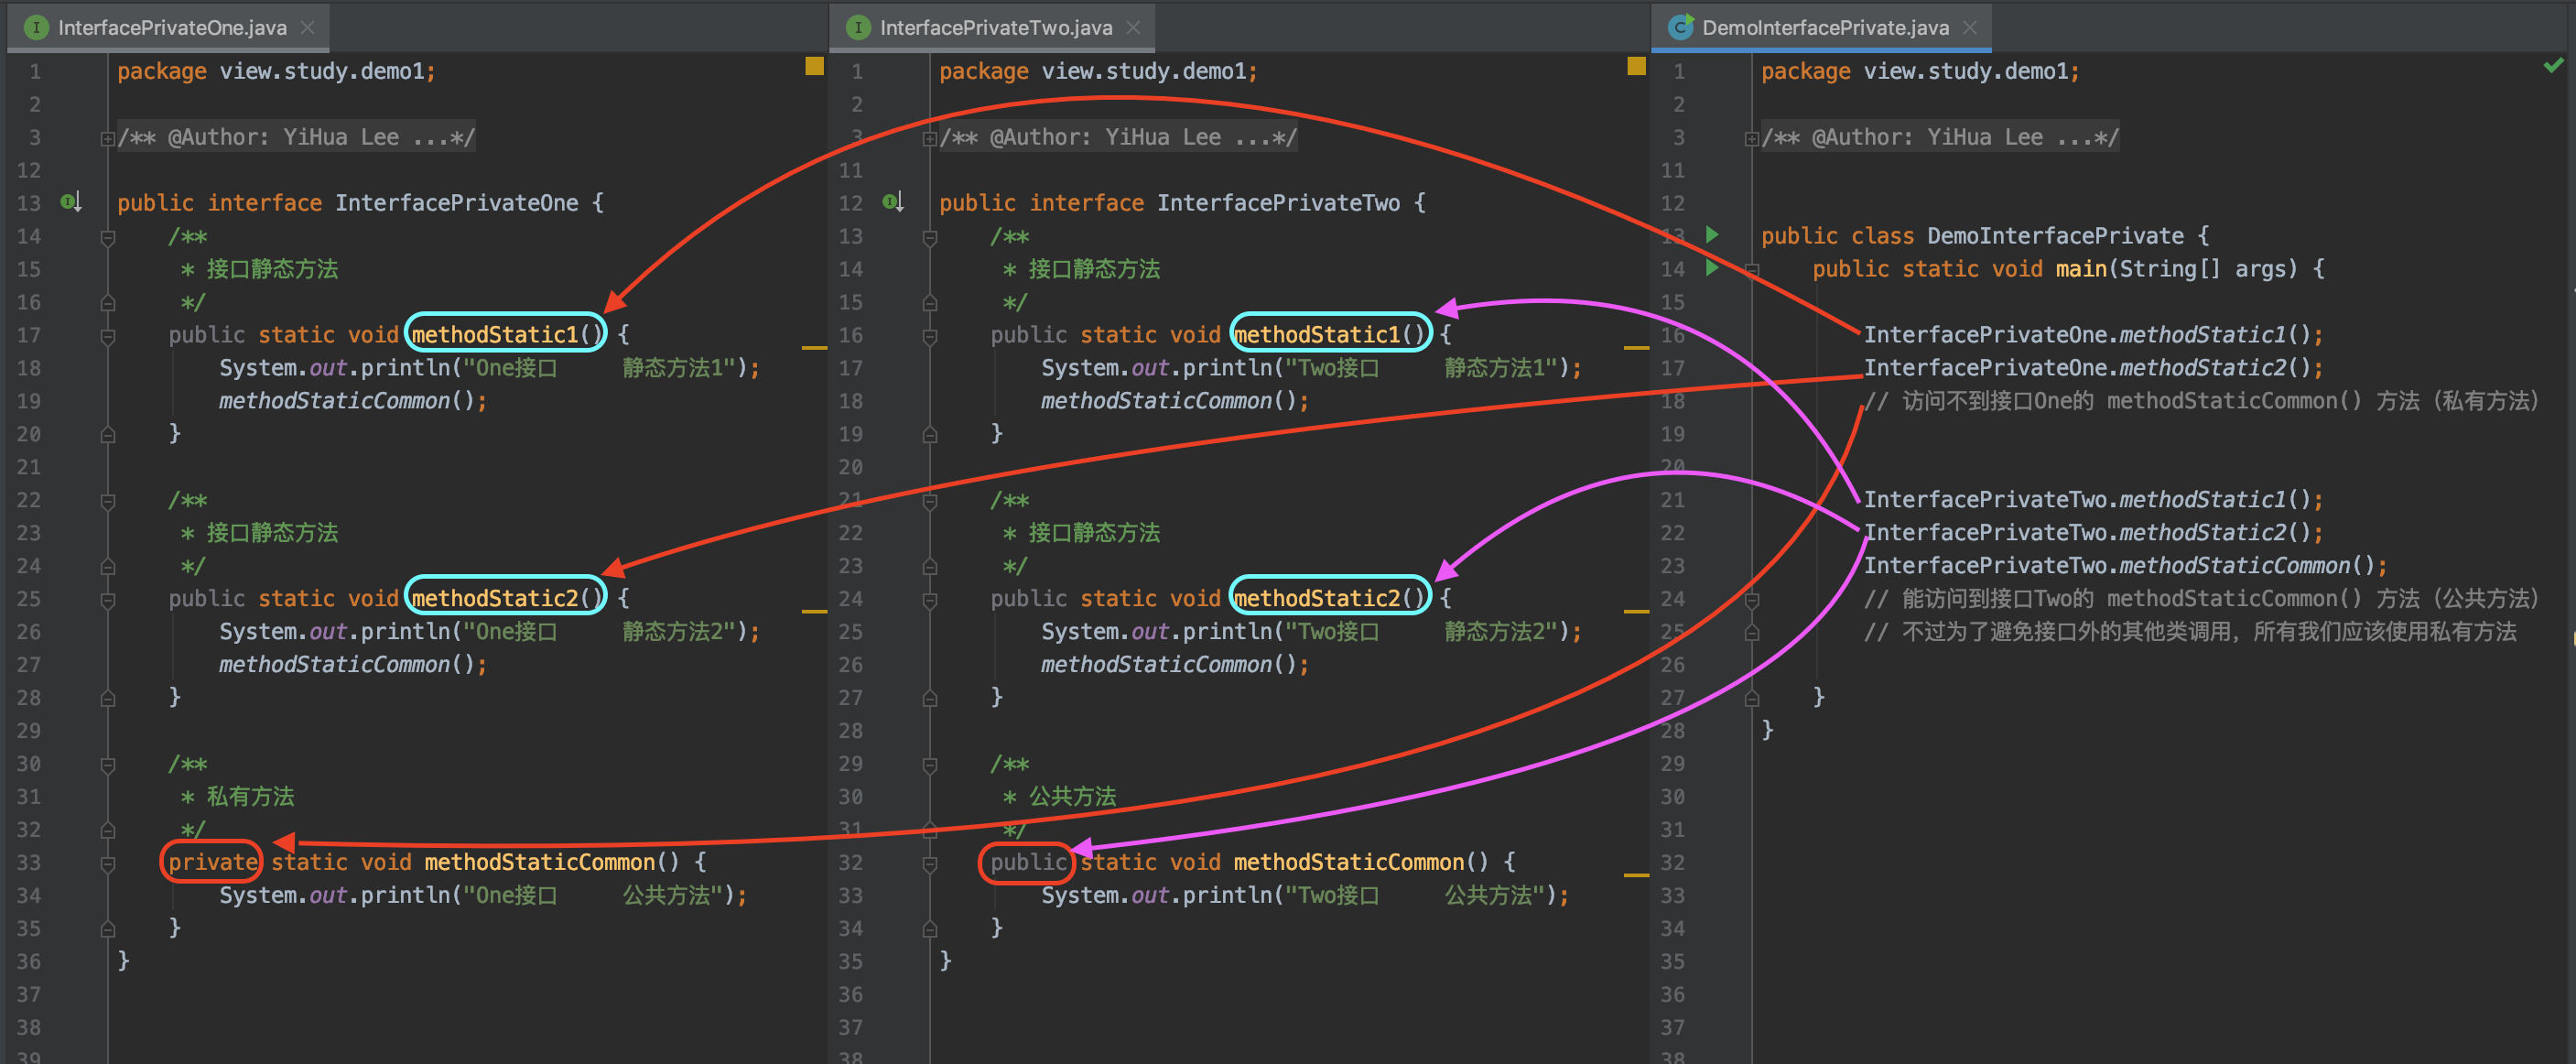 InterfacePrivateOne.java
1 package view.study.demo1;
2
3 /** @Author: YiHua Lee ...*/
12
13 public interface InterfacePrivateOne {
14 /**
15 * 接口静态方法
16 */
17 public static void methodStatic1() {
18 System.out.println("One接口 静态方法1");
19 methodStaticCommon();
20 }
21
22 /**
23 * 接口静态方法
24 */
25 public static void methodStatic2() {
26 System.out.println("One接口 静态方法2");
27 methodStaticCommon();
28 }
29
30 /**
31 * 私有方法
32 */
33 private static void methodStaticCommon() {
34 System.out.println("One接口 公共方法");
35 }
36 }
37
38
39
InterfacePrivateTwo.java
1 package view.study.demo1;
2
3 /** @Author: YiHua Lee ...*/
11
12 public interface InterfacePrivateTwo {
13 /**
14 * 接口静态方法
15 */
16 public static void methodStatic1() {
17 System.out.println("Two接口 静态方法1");
18 methodStaticCommon();
19 }
20
21 /**
22 * 接口静态方法
23 */
24 public static void methodStatic2() {
25 System.out.println("Two接口 静态方法2");
26 methodStaticCommon();
27 }
28
29 /**
30 * 公共方法
31 */
32 public static void methodStaticCommon() {
33 System.out.println("Two接口 公共方法");
34 }
35 }
36
37
38
DemoInterfacePrivate.java
1 package view.study.demo1;
2
3 /** @Author: YiHua Lee ...*/
11
12
13 public class DemoInterfacePrivate {
14 public static void main(String[] args) {
15
16 InterfacePrivateOne.methodStatic1();
17 InterfacePrivateOne.methodStatic2();
18 // 访问不到接口One的 methodStaticCommon() 方法（私有方法）
19
20
21 InterfacePrivateTwo.methodStatic1();
22 InterfacePrivateTwo.methodStatic2();
23 InterfacePrivateTwo.methodStaticCommon();
24 // 能访问到接口Two的 methodStaticCommon() 方法（公共方法）
25 // 不过为了避免接口外的其他类调用，所有我们应该使用私有方法
26
27 }
28 }
29
30
31
32
33
34
35
36
37
38